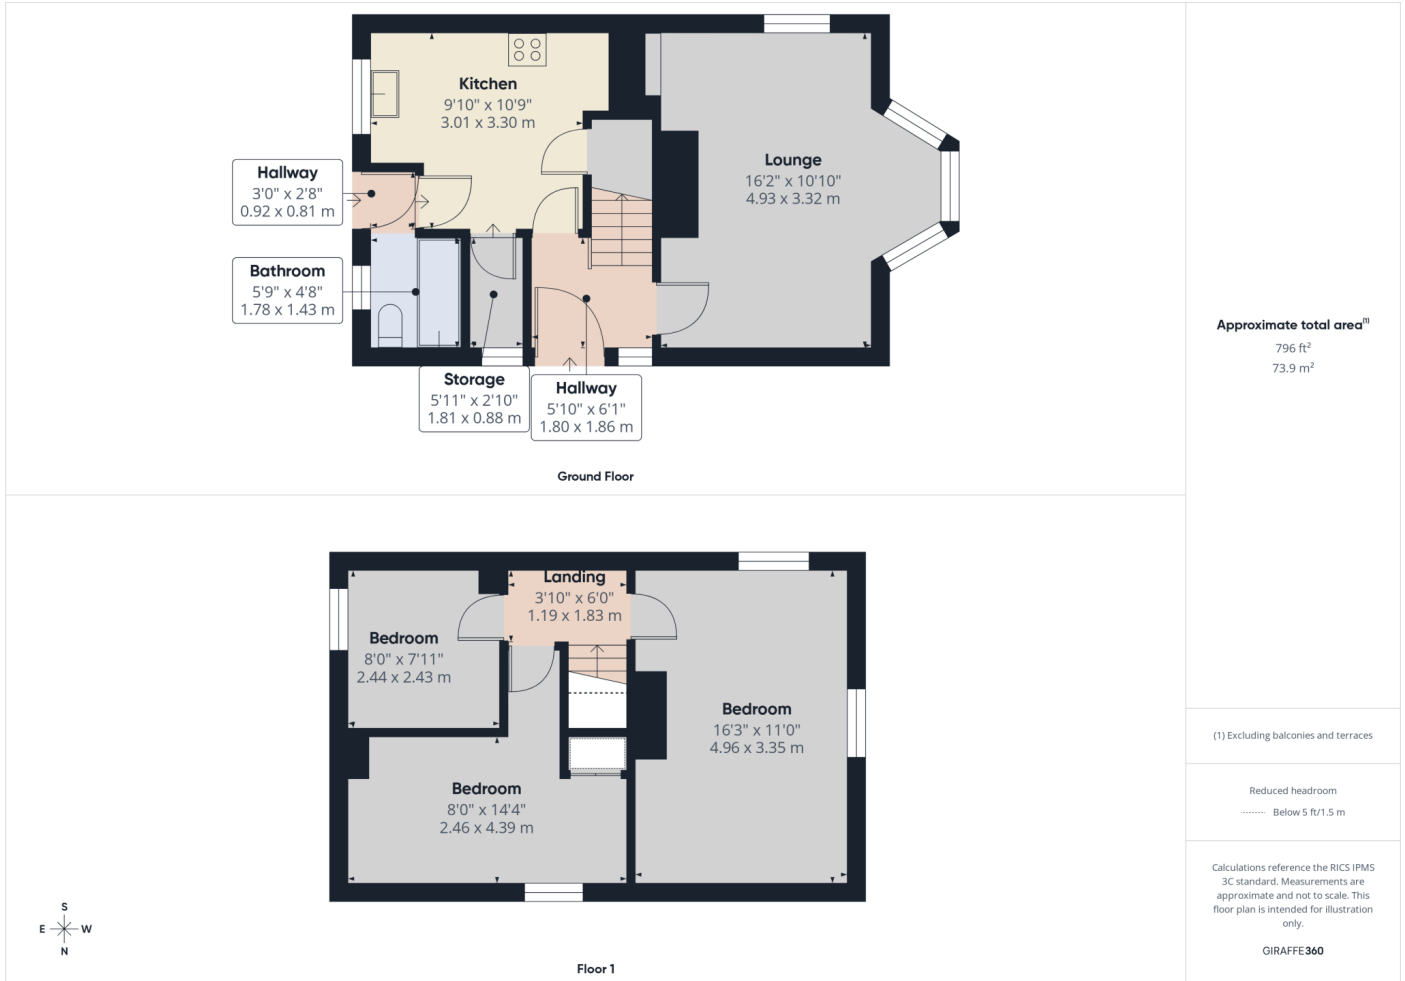 Kitchen
9'10" x 10'9"
3.01 x 3.30 m
Lounge
16'2" x 10'10"
4.93 x 3.32 m
Hallway
3'0" x 2'8"
0.92 x 0.81 m
Bathroom
5'9" x 4'8"
1.78 x 1.43 m
Storage
5'11" x 2'10"
1.81 x 0.88 m
Hallway
5'10" x 6'1"
1.80 x 1.86 m
Ground Floor
Landing
3'10" x 6'0"
1.19 x 1.83 m
Bedroom
8'0" x 7'11"
2.44 x 2.43 m
Bedroom
16'3" x 11'0"
4.96 x 3.35 m
Bedroom
8'0" x 14'4"
2.46 x 4.39 m
S
E W
N
Floor 1
Approximate total area(1)
796 ft²
73.9 m²
(1) Excluding balconies and terraces
Reduced headroom
Below 5 ft/1.5 m
Calculations reference the RICS IPMS
3C standard. Measurements are
approximate and not to scale. This
floor plan is intended for illustration
only.
GIRAFFE360